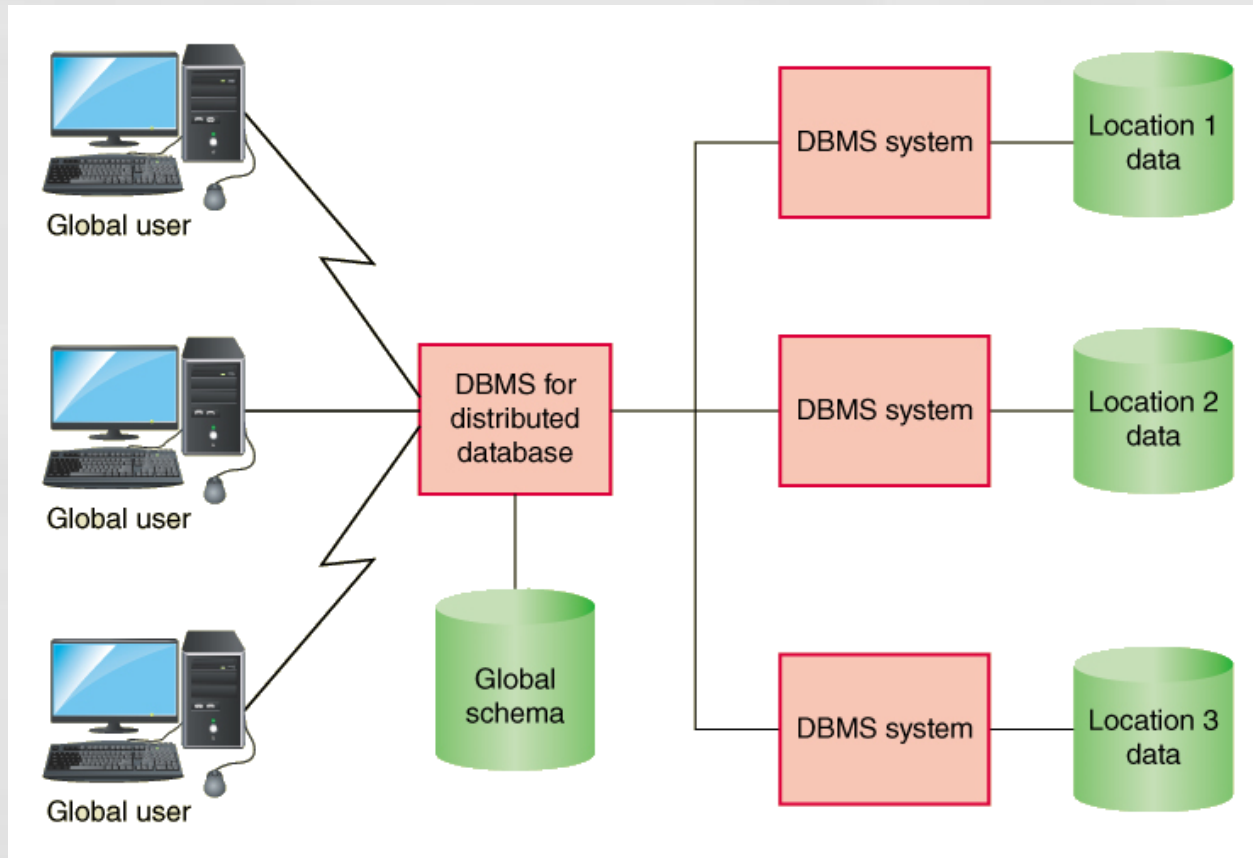 Global user
Global user
Global user
DBMS for
distributed
database
Global
schema
DBMS system
Location 1
data
DBMS system
Location 2
data
DBMS system
Location 3
data